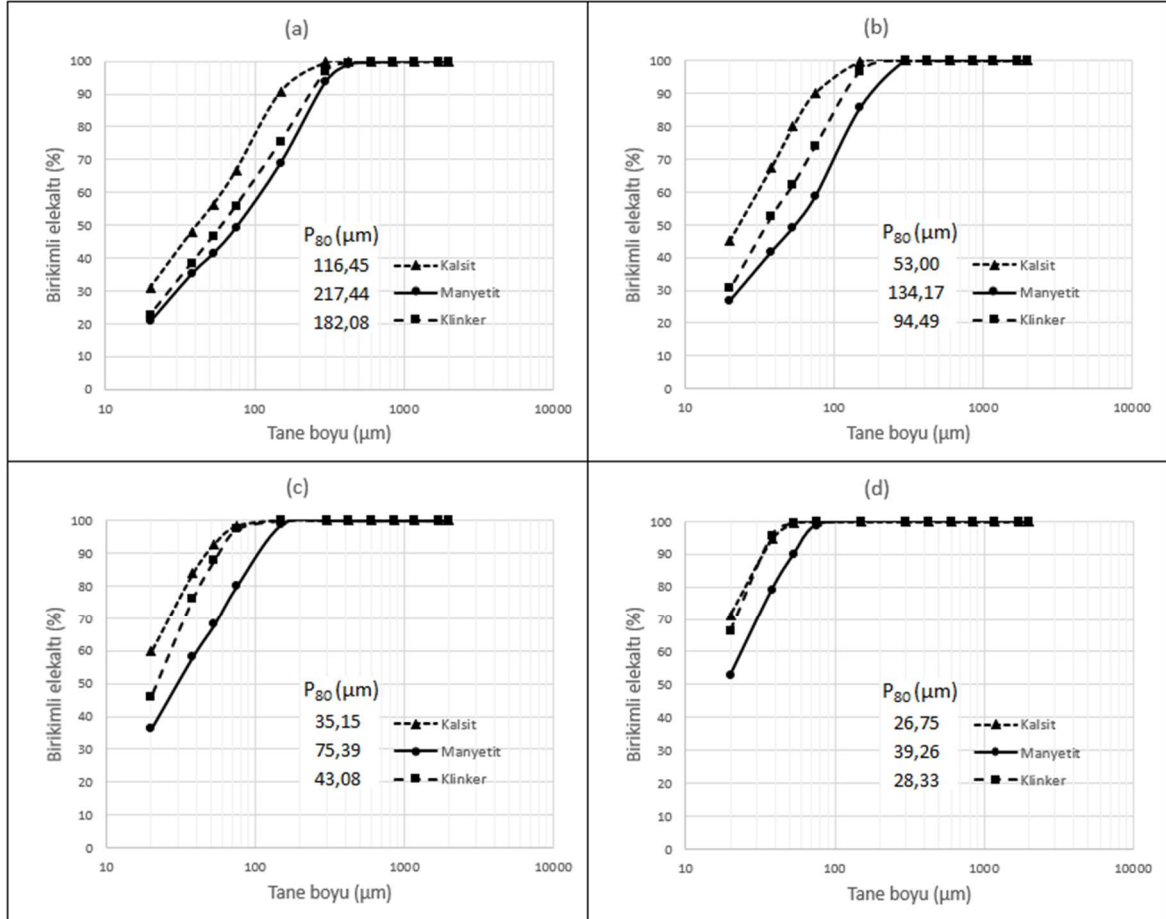 (a)
100
90
80
70
60
50
40
30
20
10
0
Birikimli elekaltı (%)
P80 (µm)
116,45 Kalsit
217,44 Manyetit
182,08 Klinker
10 100 1000 10000
Tane boyu (µm)
(b)
100
90
80
70
60
50
40
30
20
10
0
Birikimli elekaltı (%)
P80 (µm)
53,00 Kalsit
134,17 Manyetit
94,49 Klinker
10 100 1000 10000
Tane boyu (µm)
(c)
100
90
80
70
60
50
40
30
20
10
0
Birikimli elekaltı (%)
P80 (µm)
35,15 Kalsit
75,39 Manyetit
43,08 Klinker
10 100 1000 10000
Tane boyu (µm)
(d)
100
90
80
70
60
50
40
30
20
10
0
Birikimli elekaltı (%)
P80 (µm)
26,75 Kalsit
39,26 Manyetit
28,33 Klinker
10 100 1000 10000
Tane boyu (µm)